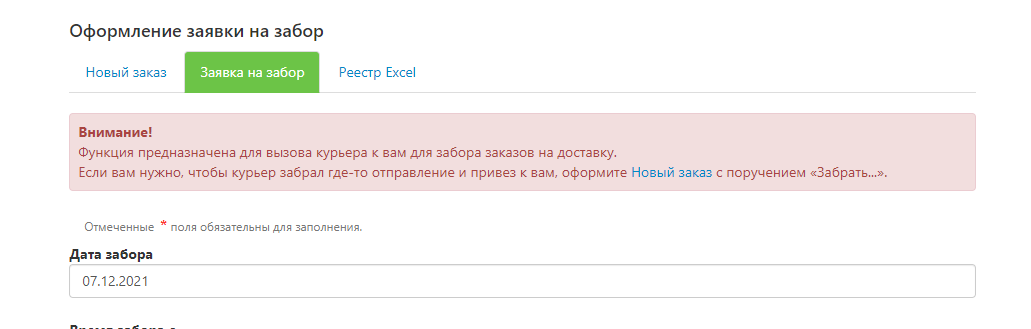 Оформление заявки на забор
Новый заказ Заявка на забор Реестр Excel
Внимание!
Функция предназначена для вызова курьера к вам для забора заказов на доставку.
Если вам нужно, чтобы курьер забрал где-то отправление и привез к вам, оформите Новый заказ с поручением «Забрать...».
Отмеченные * поля обязательны для заполнения.
Дата забора
07.12.2021
Время забора с